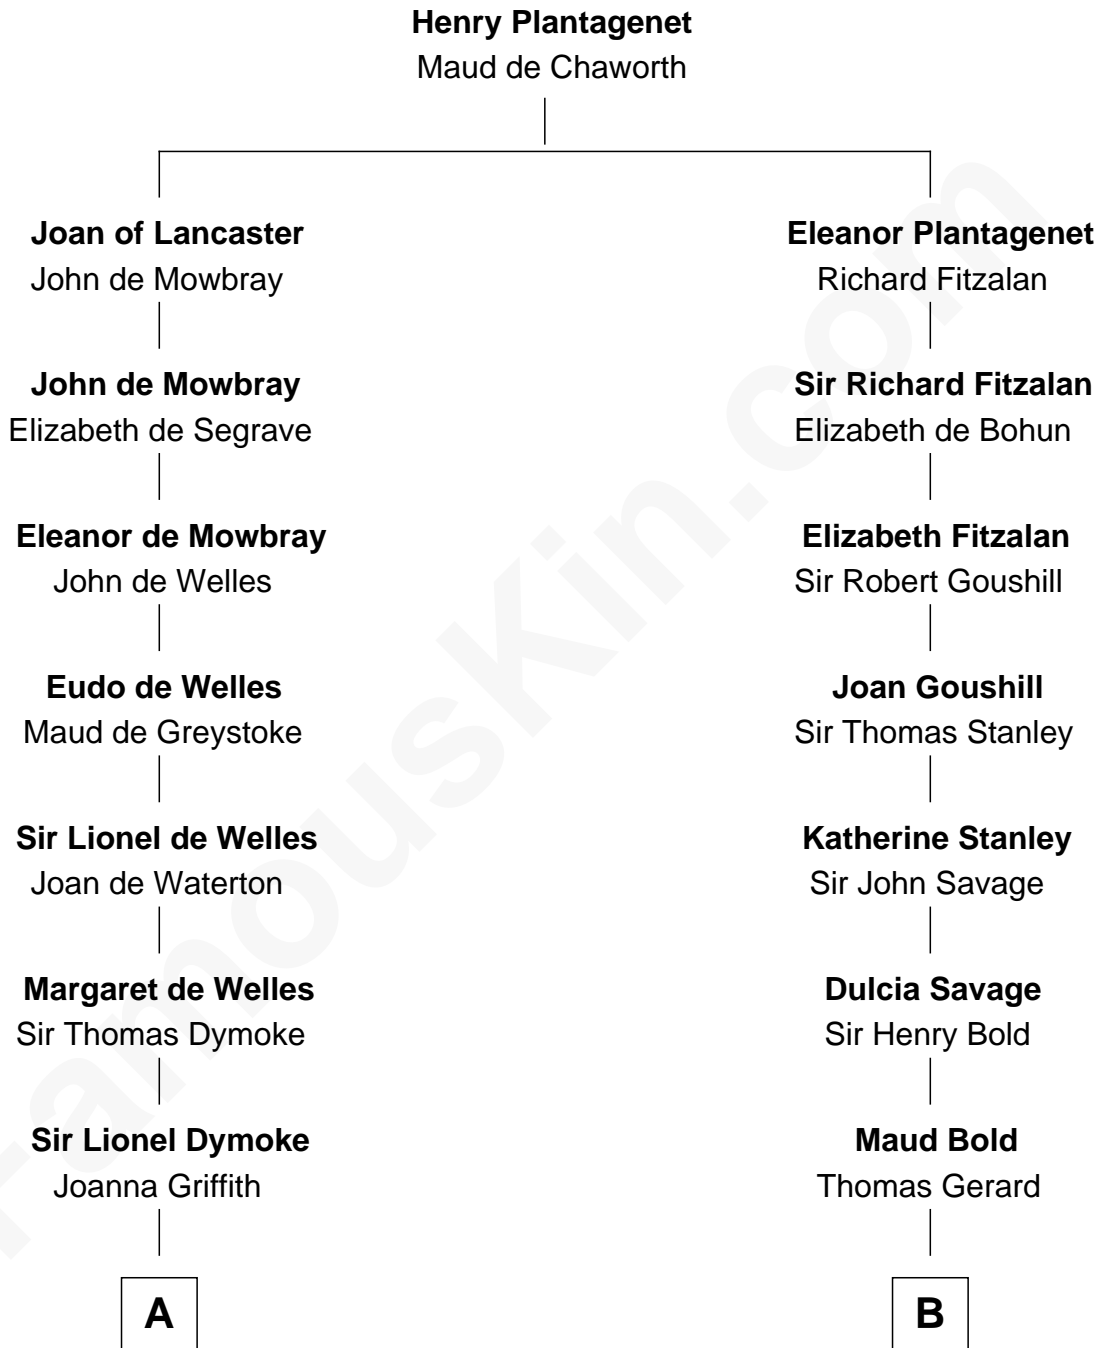 Henry Plantagenet
Maud de Chaworth
Joan of Lancaster
John de Mowbray
Eleanor Plantagenet
Richard Fitzalan
John de Mowbray
Elizabeth de Segrave
Sir Richard Fitzalan
Elizabeth de Bohun
Eleanor de Mowbray
John de Welles
Elizabeth Fitzalan
Sir Robert Goushill
Eudo de Welles
Maud de Greystoke
Joan Goushill
Sir Thomas Stanley
Sir Lionel de Welles
Joan de Waterton
Katherine Stanley
Sir John Savage
Margaret de Welles
Sir Thomas Dymoke
Dulcia Savage
Sir Henry Bold
Sir Lionel Dymoke
Joanna Griffith
Maud Bold
Thomas Gerard
A
B
FamousKin.com